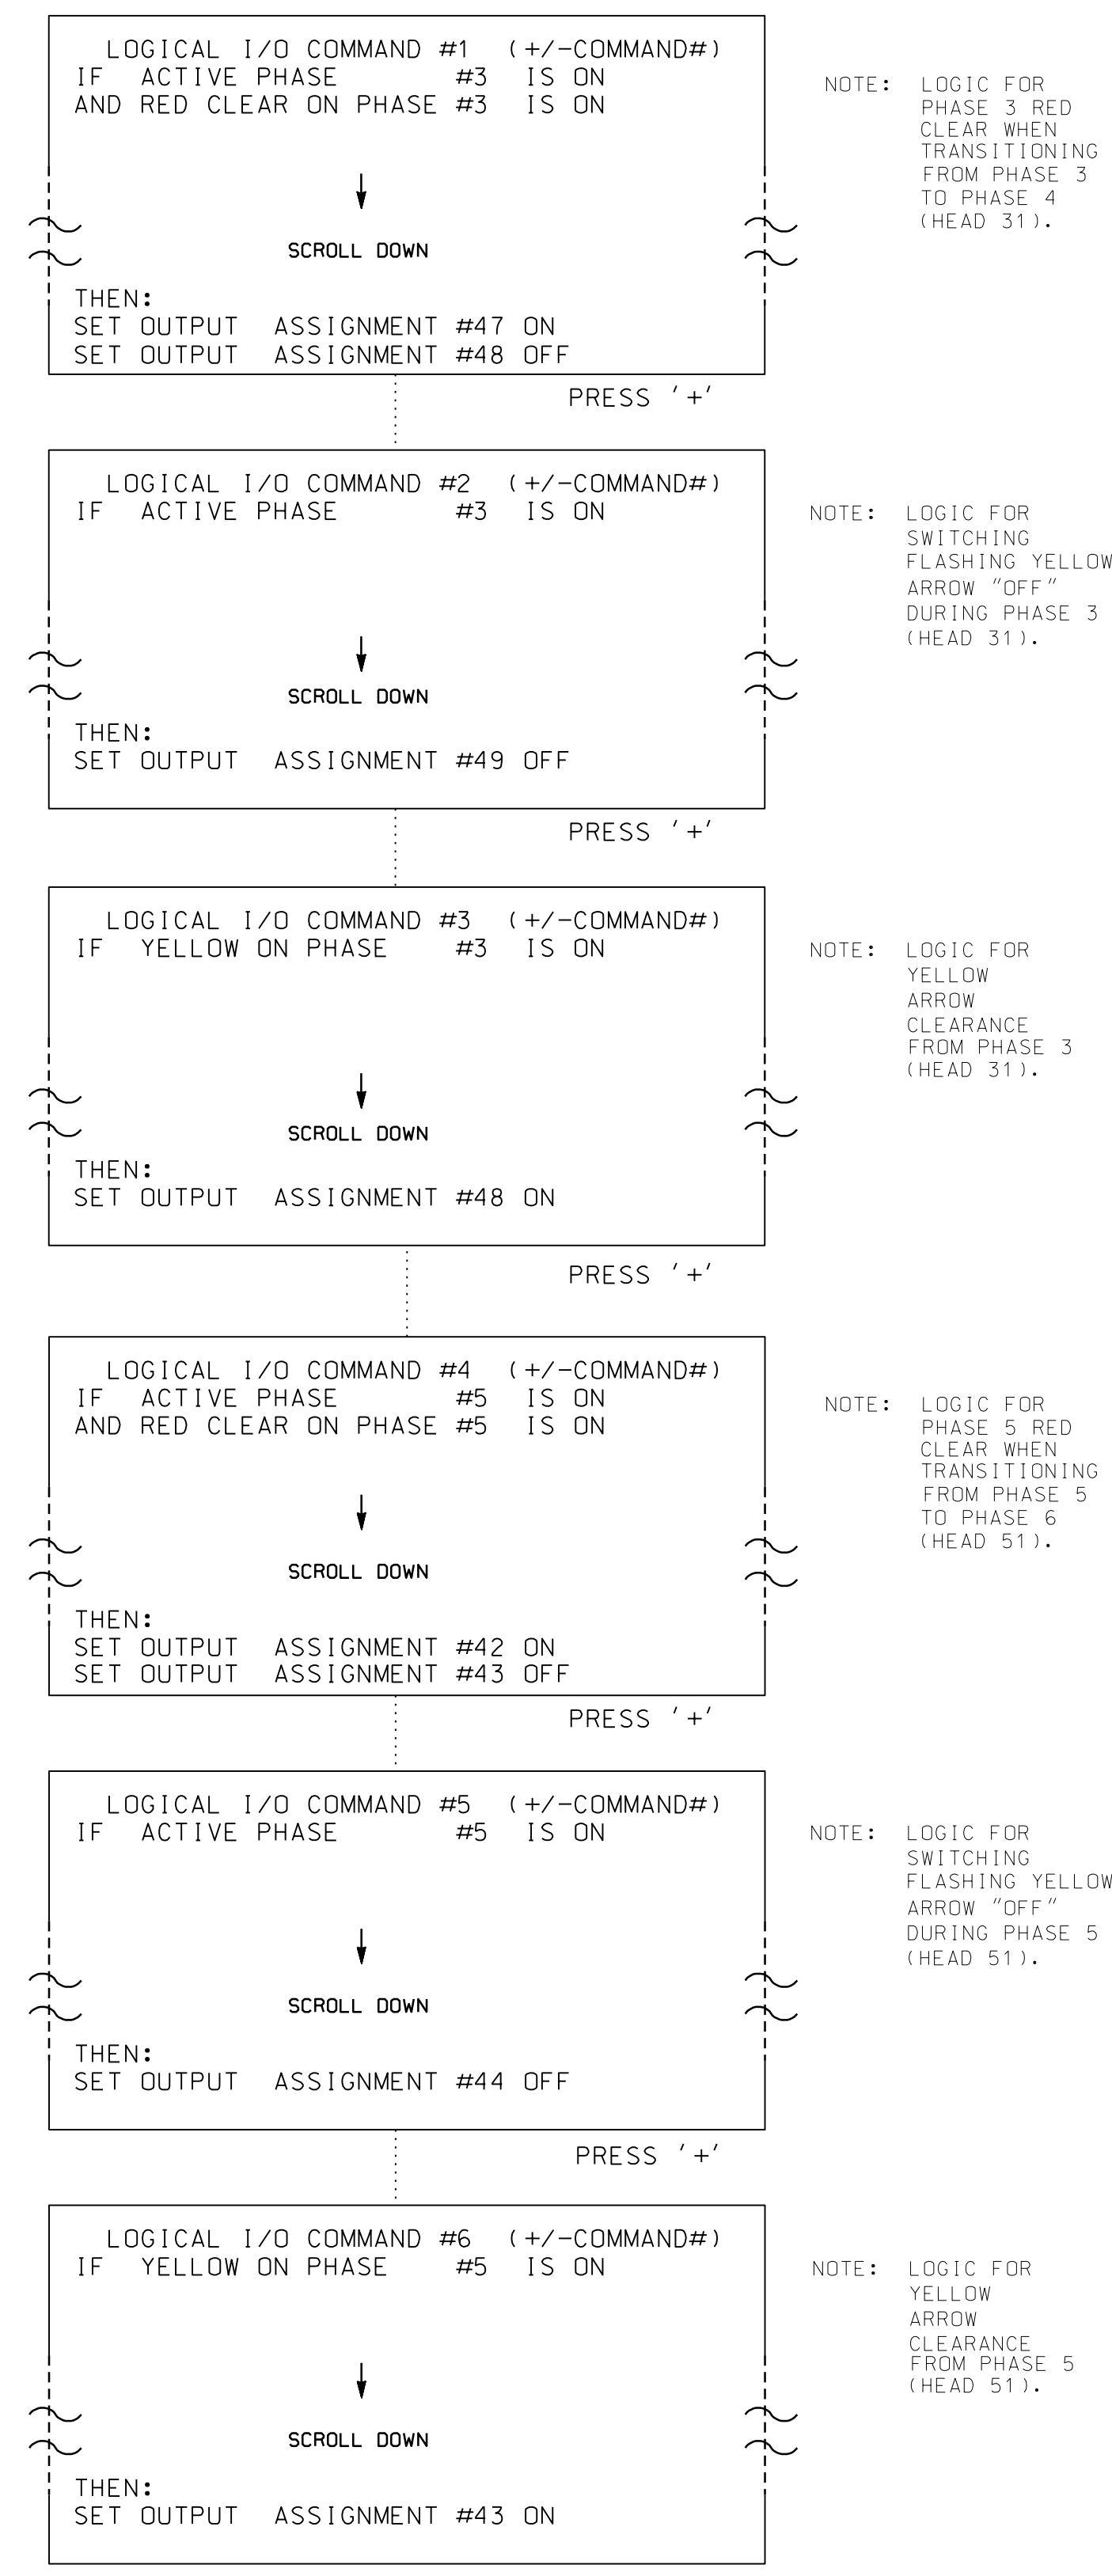 LOGICAL I/O COMMAND #1 (+/-COMMAND#)
IF ACTIVE PHASE #3 IS ON
AND RED CLEAR ON PHASE #3 IS ON
SCROLL DOWN
THEN:
SET OUTPUT ASSIGNMENT #47 ON
SET OUTPUT ASSIGNMENT #48 OFF
NOTE: LOGIC FOR
PHASE 3 RED
CLEAR WHEN
TRANSITIONING
FROM PHASE 3
TO PHASE 4
(HEAD 31).
PRESS '+'
LOGICAL I/O COMMAND #2 (+/-COMMAND#)
IF ACTIVE PHASE #3 IS ON
SCROLL DOWN
THEN:
SET OUTPUT ASSIGNMENT #49 OFF
NOTE: LOGIC FOR
SWITCHING
FLASHING YELLOW
ARROW "OFF"
DURING PHASE 3
(HEAD 31).
PRESS '+'
LOGICAL I/O COMMAND #3 (+/-COMMAND#)
IF YELLOW ON PHASE #3 IS ON
SCROLL DOWN
THEN:
SET OUTPUT ASSIGNMENT #48 ON
NOTE: LOGIC FOR
YELLOW
ARROW
CLEARANCE
FROM PHASE 3
(HEAD 31).
PRESS '+'
LOGICAL I/O COMMAND #4 (+/-COMMAND#)
IF ACTIVE PHASE #5 IS ON
AND RED CLEAR ON PHASE #5 IS ON
SCROLL DOWN
THEN:
SET OUTPUT ASSIGNMENT #42 ON
SET OUTPUT ASSIGNMENT #43 OFF
NOTE: LOGIC FOR
PHASE 5 RED
CLEAR WHEN
TRANSITIONING
FROM PHASE 5
TO PHASE 6
(HEAD 51).
PRESS '+'
LOGICAL I/O COMMAND #5 (+/-COMMAND#)
IF ACTIVE PHASE #5 IS ON
SCROLL DOWN
THEN:
SET OUTPUT ASSIGNMENT #44 OFF
NOTE: LOGIC FOR
SWITCHING
FLASHING YELLOW
ARROW "OFF"
DURING PHASE 5
(HEAD 51).
PRESS '+'
LOGICAL I/O COMMAND #6 (+/-COMMAND#)
IF YELLOW ON PHASE #5 IS ON
SCROLL DOWN
THEN:
SET OUTPUT ASSIGNMENT #43 ON
NOTE: LOGIC FOR
YELLOW
ARROW
CLEARANCE
FROM PHASE 5
(HEAD 51).